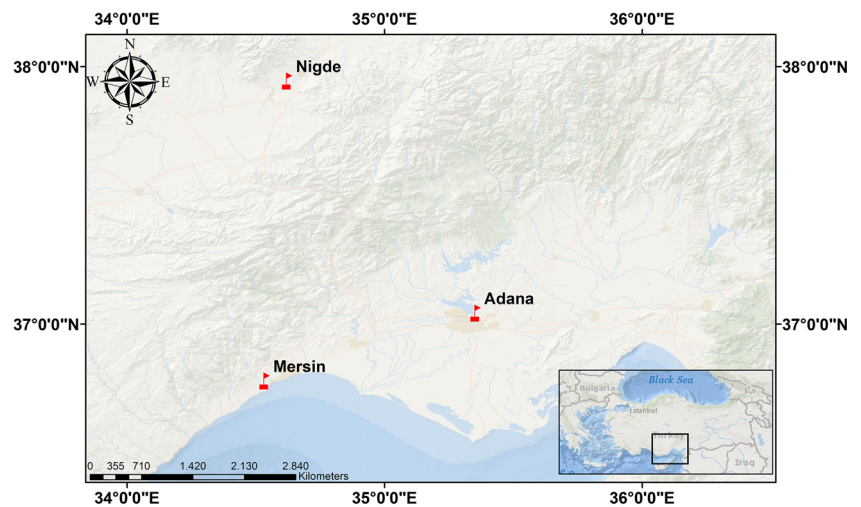 34°0'0"E 35°0'0"E 36°0'0"E
N
W E
S
38°0'0"N 38°0'0"N
Nigde
Adana
37°0'0"N 37°0'0"N
Mersin
Black Sea
Bulgaria
Istanbul
Turkey
Iraq
0 355 710 1.420 2.130 2.840
Kilometers
34°0'0"E 35°0'0"E 36°0'0"E